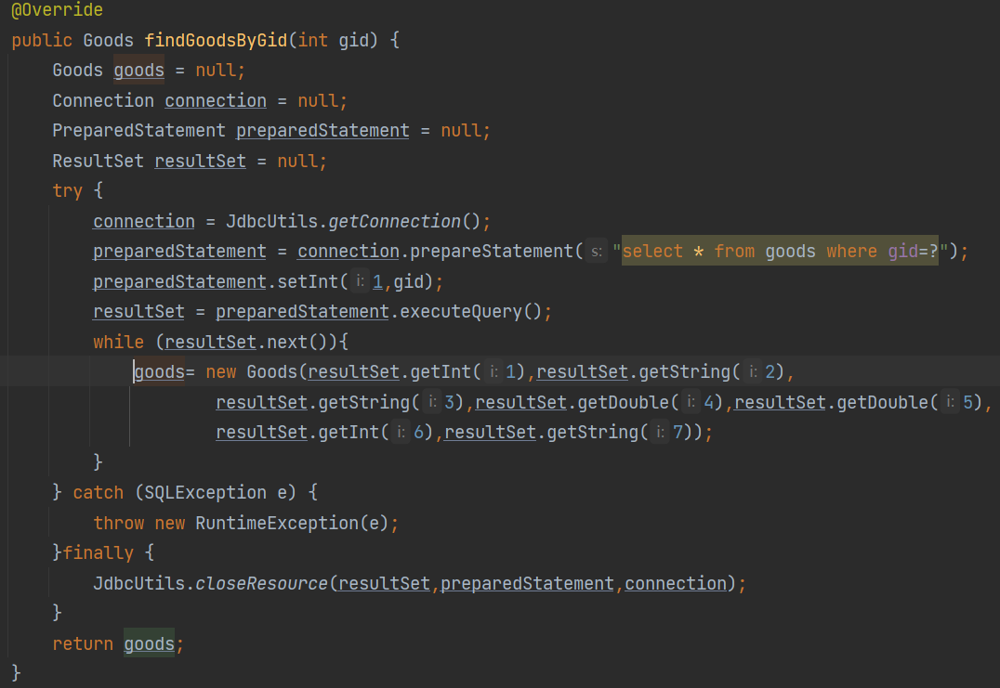 @Override
public Goods findGoodsByGid(int gid) {
    Goods goods = null;
    Connection connection = null;
    PreparedStatement preparedStatement = null;
    ResultSet resultSet = null;
    try {
        connection = JdbcUtils.getConnection();
        preparedStatement = connection.prepareStatement( s: "select * from goods where gid=?");
        preparedStatement.setInt( i: 1,gid);
        resultSet = preparedStatement.executeQuery();
        while (resultSet.next()){
            goods= new Goods(resultSet.getInt( i: 1),resultSet.getString( i: 2),
                    resultSet.getString( i: 3),resultSet.getDouble( i: 4),resultSet.getDouble( i: 5),
                    resultSet.getInt( i: 6),resultSet.getString( i: 7));
        }
    } catch (SQLException e) {
        throw new RuntimeException(e);
    }finally {
        JdbcUtils.closeResource(resultSet,preparedStatement,connection);
    }
    return goods;
}